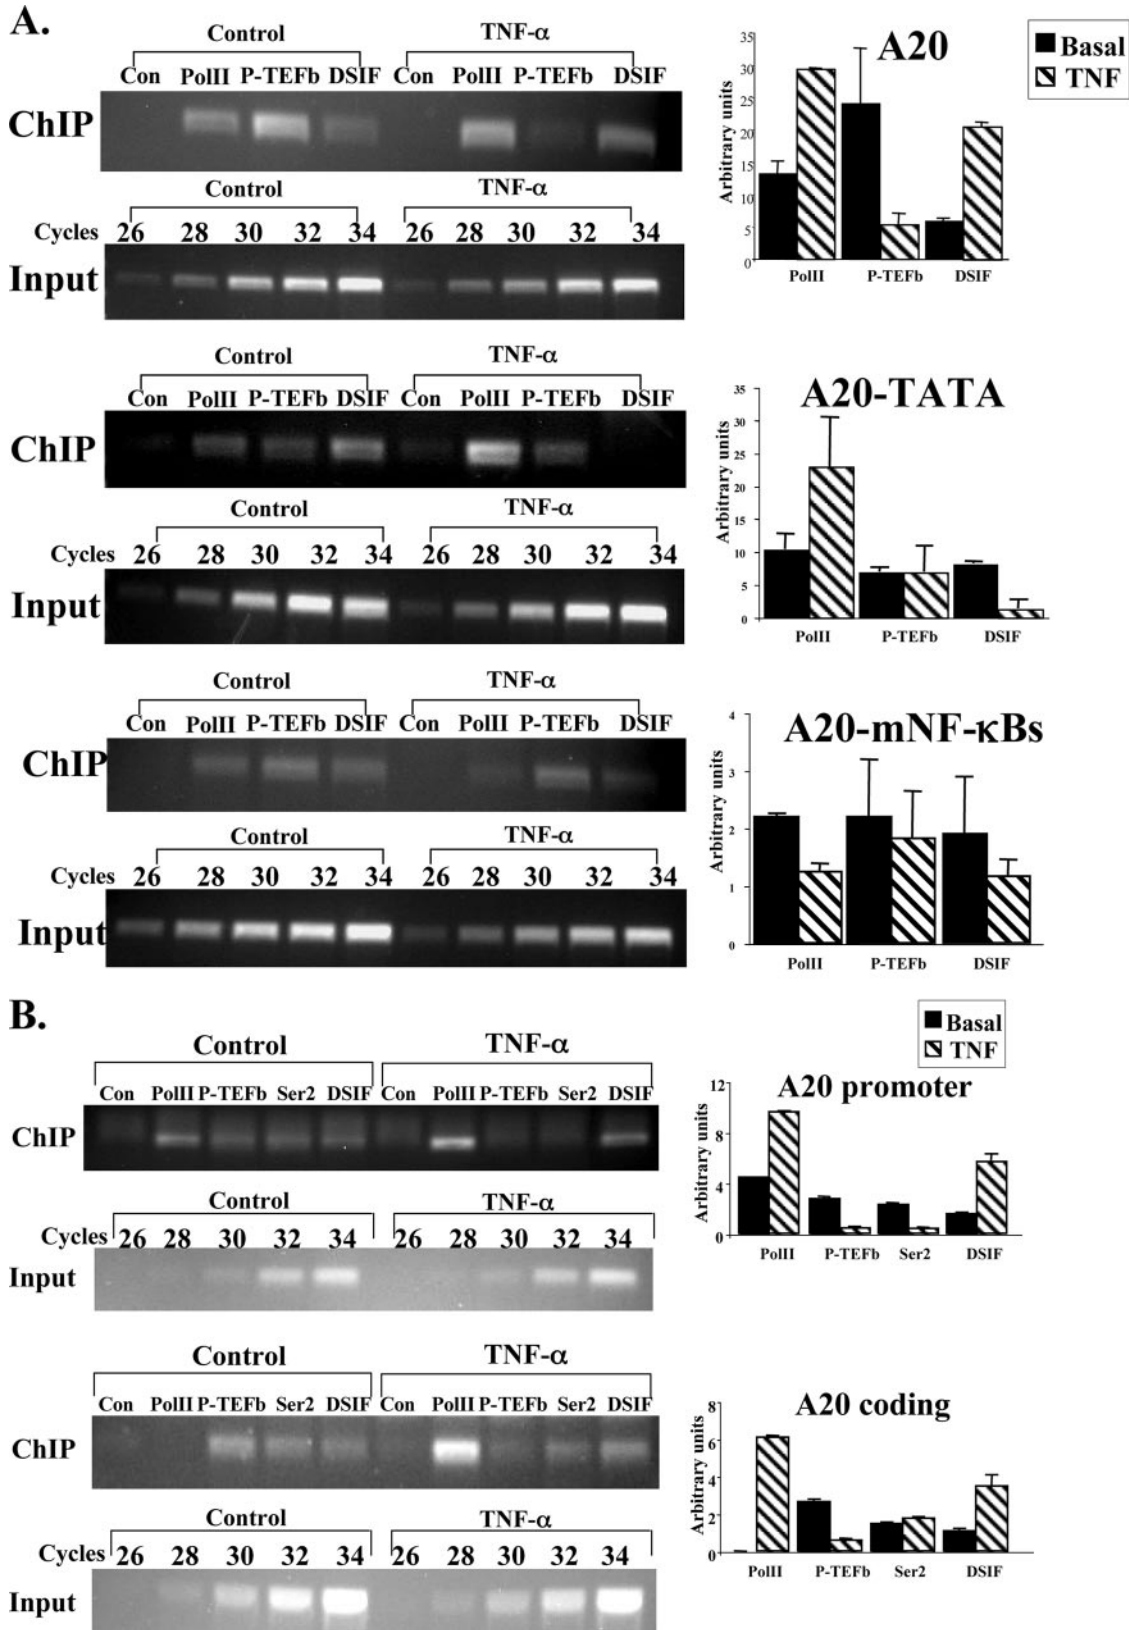 A.
Control TNF-α
Con PolII P-TEFb DSIF Con PolII P-TEFb DSIF
ChIP
Control TNF-α
Cycles 26 28 30 32 34 26 28 30 32 34
Input
A20
Basal
TNF
Arbitrary units
35
30
25
20
15
10
5
0
PolII P-TEFb DSIF
Control TNF-α
Con PolII P-TEFb DSIF Con PolII P-TEFb DSIF
ChIP
Control TNF-α
Cycles 26 28 30 32 34 26 28 30 32 34
Input
A20-TATA
Arbitrary units
35
30
25
20
15
10
5
0
PolII P-TEFb DSIF
Control TNF-α
Con PolII P-TEFb DSIF Con PolII P-TEFb DSIF
ChIP
Control TNF-α
Cycles 26 28 30 32 34 26 28 30 32 34
Input
A20-mNF-κBs
Arbitrary units
4
3
2
1
0
PolII P-TEFb DSIF
B.
Control TNF-α
Con PolII P-TEFb Ser2 DSIF Con PolII P-TEFb Ser2 DSIF
ChIP
Control TNF-α
Cycles 26 28 30 32 34 26 28 30 32 34
Input
Basal
TNF
A20 promoter
Arbitrary units
12
8
4
0
PolII P-TEFb Ser2 DSIF
Control TNF-α
Con PolII P-TEFb Ser2 DSIF Con PolII P-TEFb Ser2 DSIF
ChIP
Control TNF-α
Cycles 26 28 30 32 34 26 28 30 32 34
Input
A20 coding
Arbitrary units
8
6
4
2
0
PolII P-TEFb Ser2 DSIF